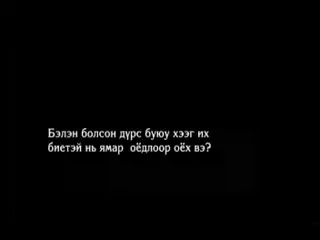 Бэлэн болсон дүрс буюу хээг их
биетэй нь ямар оёдлоор оёх вэ?